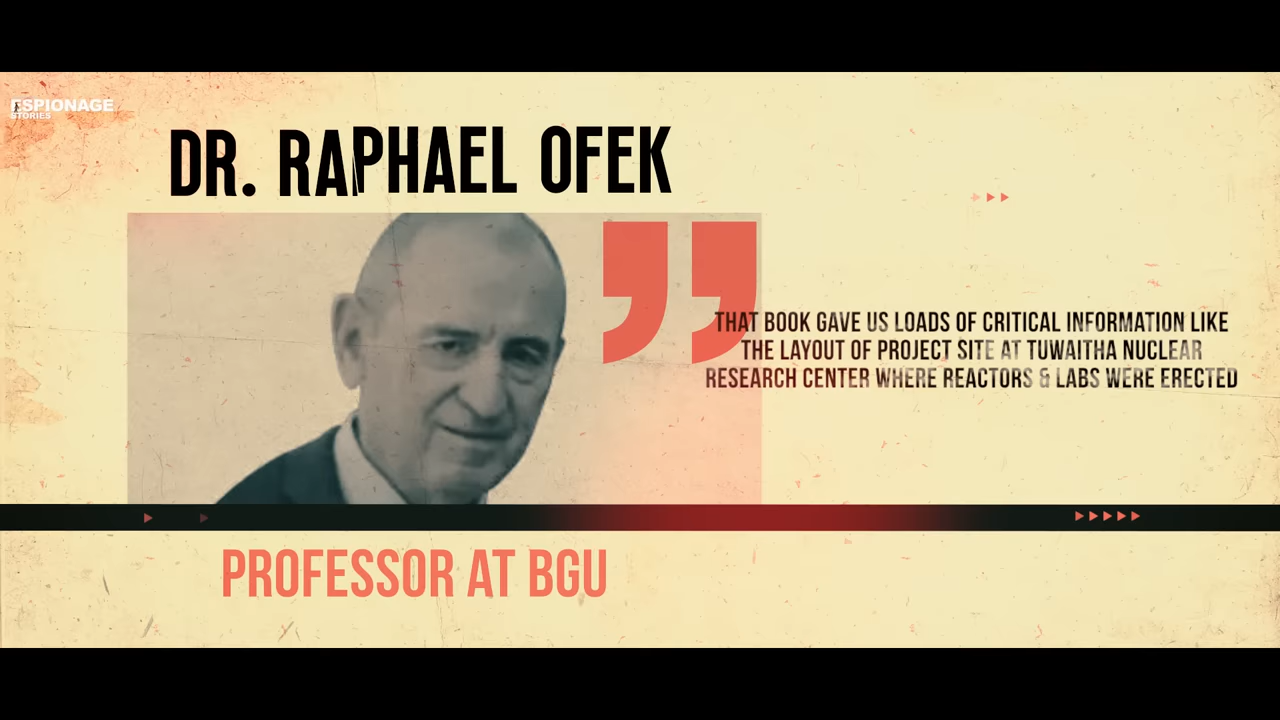 ESPIONAGE
STORIES
DR. RAPHAEL OFEK
THAT BOOK GAVE US LOADS OF CRITICAL INFORMATION LIKE
THE LAYOUT OF PROJECT SITE AT TUWAITHA NUCLEAR
RESEARCH CENTER WHERE REACTORS & LABS WERE ERECTED
PROFESSOR AT BGU